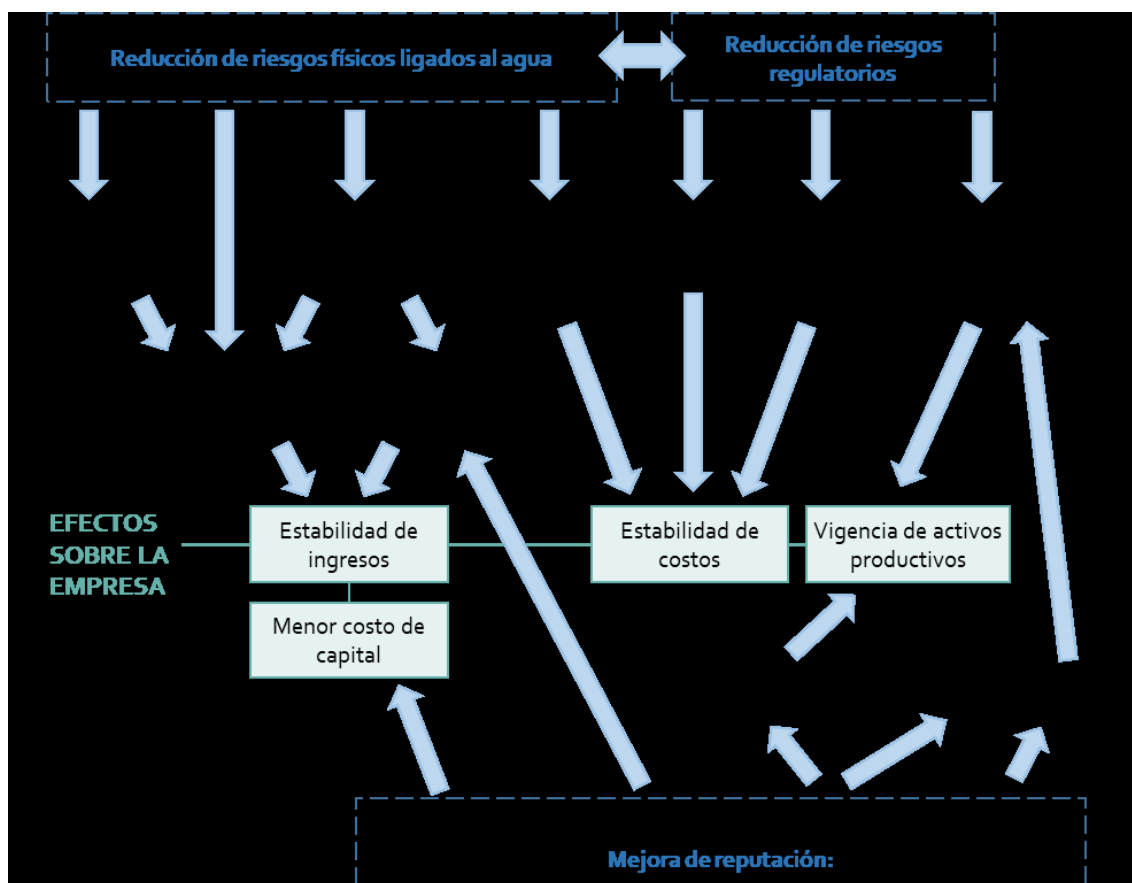 Reducción de riesgos físicos ligados al agua
Reducción de riesgos
regulatorios
EFECTOS
SOBRE LA
EMPRESA
Estabilidad de
ingresos
Estabilidad de
costos
Vigencia de activos
productivos
Menor costo de
capital
Mejora de reputación: